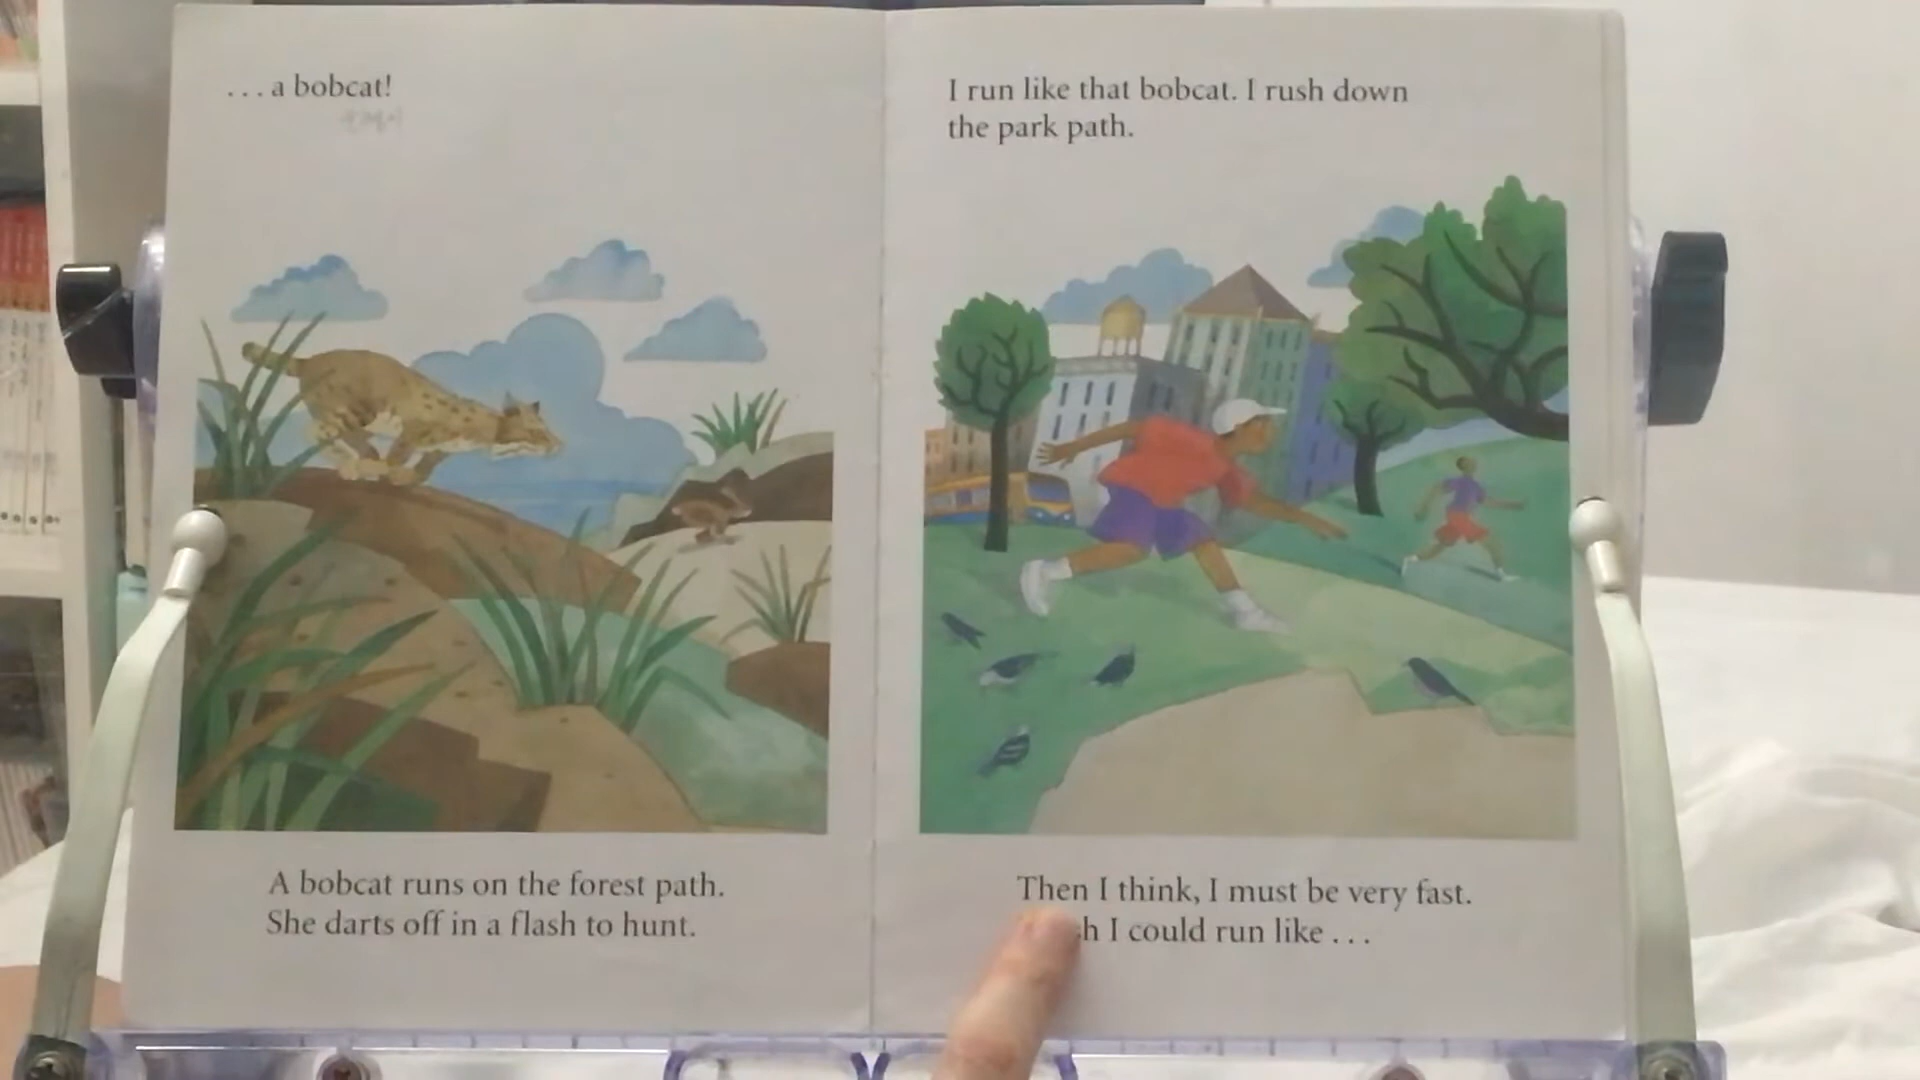 . . . a bobcat!
I run like that bobcat. I rush down
the park path.
A bobcat runs on the forest path.
She darts off in a flash to hunt.
Then I think, I must be very fast.
I could run like . . .